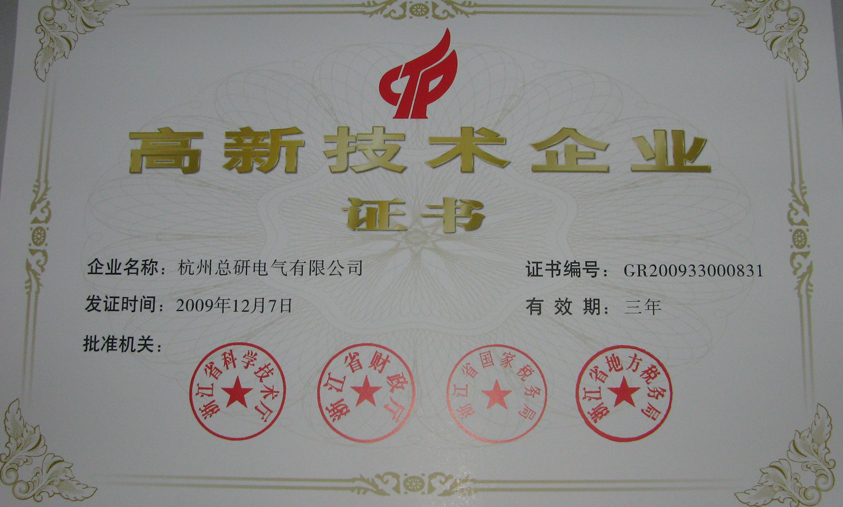 高新技术企业
证书
企业名称：杭州总研电气有限公司
证书编号：GR200933000831
发证时间：2009年12月7日
有效期：三年
批准机关：
浙江省科学技术厅
浙江省财政厅
浙江省国家税务局
浙江省地方税务局